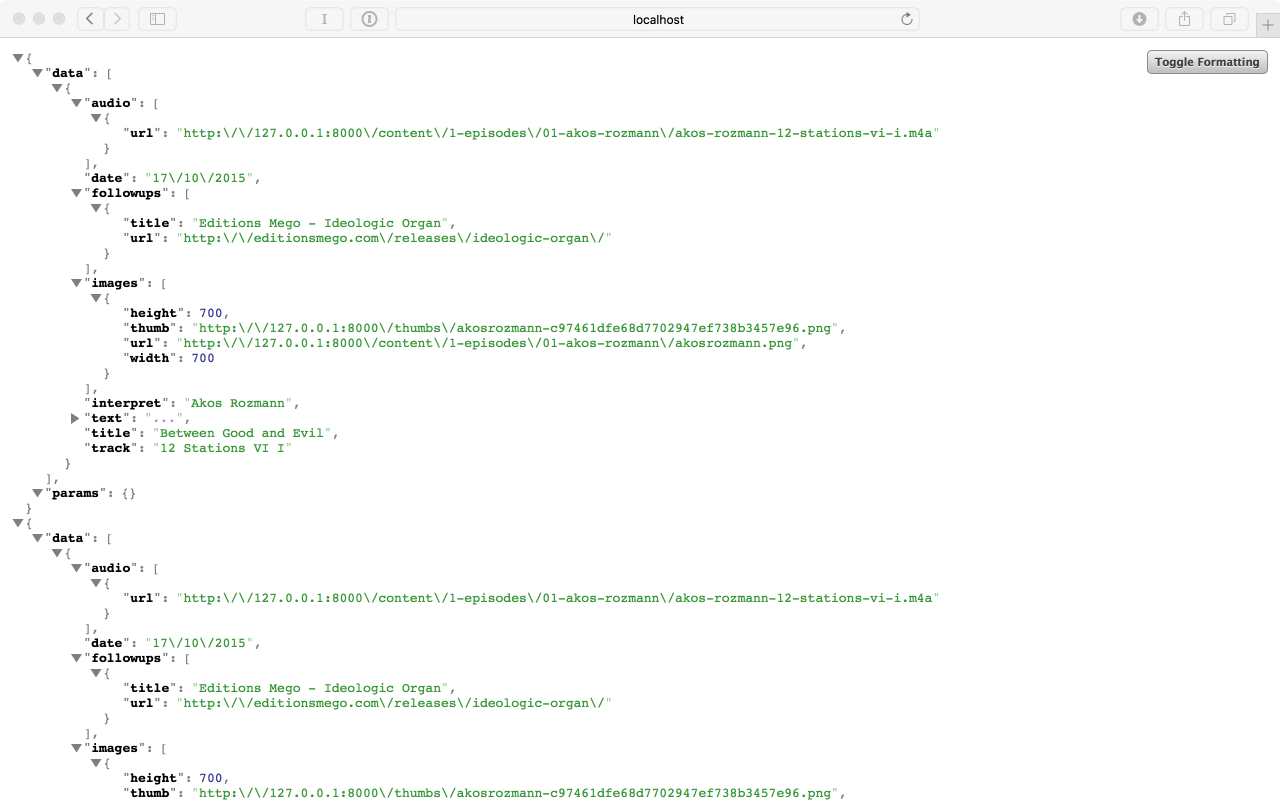 localhost
Toggle Formatting
{
"data": [
{
"audio": [
{
"url": "http:\/\/127.0.0.1:8000\/content\/1-episodes\/01-akos-rozmann\/akos-rozmann-12-stations-vi-i.m4a"
}
],
"date": "17\/10\/2015",
"followups": [
{
"title": "Editions Mego - Ideologic Organ",
"url": "http:\/\/editionsmego.com\/releases\/ideologic-organ\/"
}
],
"images": [
{
"height": 700,
"thumb": "http:\/\/127.0.0.1:8000\/thumbs\/akosrozmann-c97461dfe68d7702947ef738b3457e96.png",
"url": "http:\/\/127.0.0.1:8000\/content\/1-episodes\/01-akos-rozmann\/akosrozmann.png",
"width": 700
}
],
"interpret": "Akos Rozmann",
"text": "...",
"title": "Between Good and Evil",
"track": "12 Stations VI I"
}
],
"params": {}
}
{
"data": [
{
"audio": [
{
"url": "http:\/\/127.0.0.1:8000\/content\/1-episodes\/01-akos-rozmann\/akos-rozmann-12-stations-vi-i.m4a"
}
],
"date": "17\/10\/2015",
"followups": [
{
"title": "Editions Mego - Ideologic Organ",
"url": "http:\/\/editionsmego.com\/releases\/ideologic-organ\/"
}
],
"images": [
{
"height": 700,
"thumb": "http:\/\/127.0.0.1:8000\/thumbs\/akosrozmann-c97461dfe68d7702947ef738b3457e96.png",